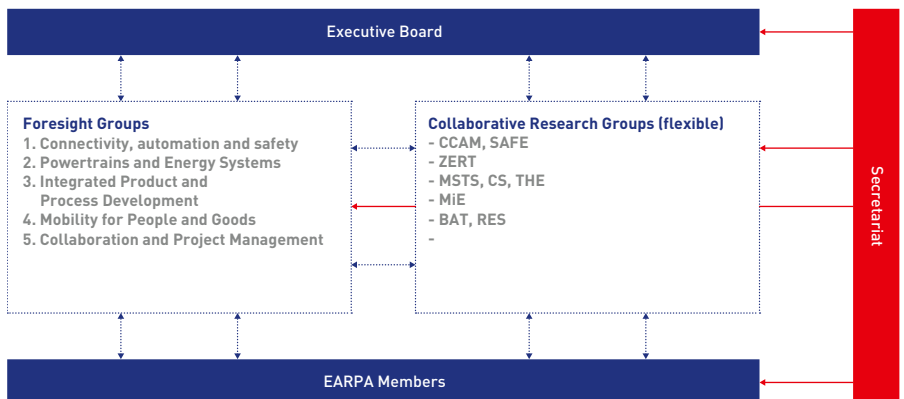 Executive Board
Foresight Groups
1. Connectivity, automation and safety
2. Powertrains and Energy Systems
3. Integrated Product and
Process Development
4. Mobility for People and Goods
5. Collaboration and Project Management
Collaborative Research Groups (flexible)
- CCAM, SAFE
- ZERT
- MSTS, CS, THE
- MiE
- BAT, RES
-
Secretariat
EARPA Members